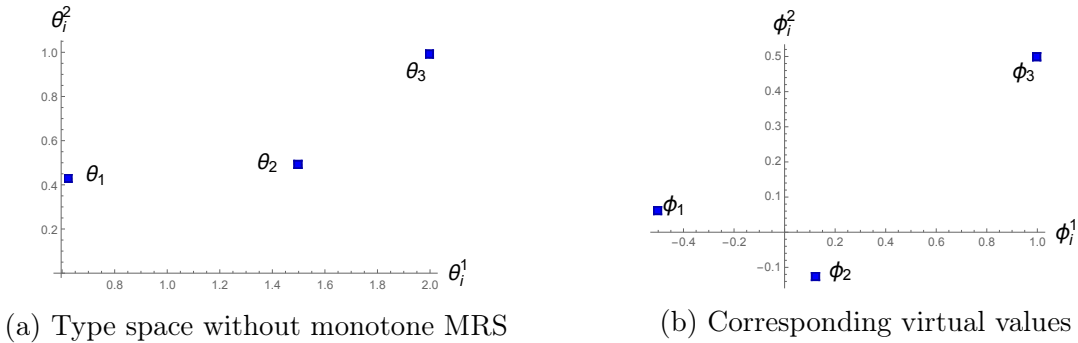 θ_i^2
1.0
θ_3
0.8
0.6
θ_2
θ_1
0.4
0.2
θ_i^1
0.8 1.0 1.2 1.4 1.6 1.8 2.0
(a) Type space without monotone MRS
ϕ_i^2
0.5
ϕ_3
0.4
0.3
0.2
0.1
ϕ_1
ϕ_i^1
−0.4 −0.2 0.2 0.4 0.6 0.8 1.0
−0.1
ϕ_2
(b) Corresponding virtual values